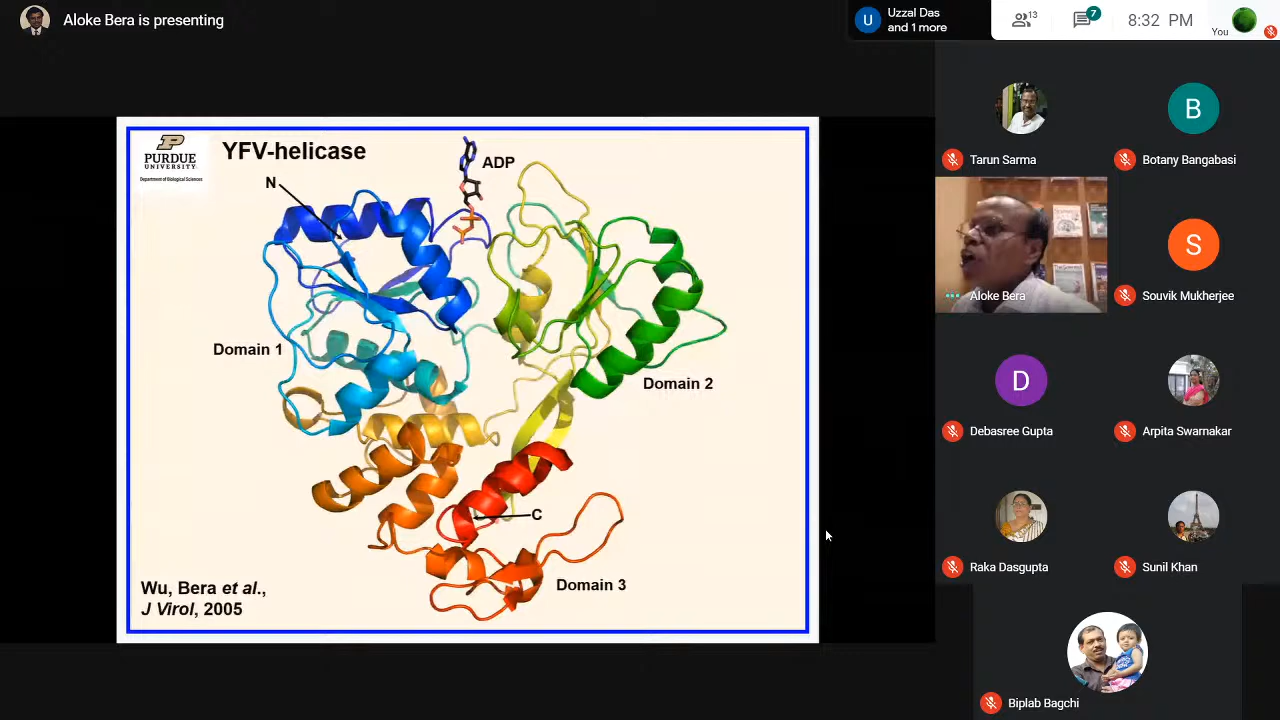 Aloke Bera is presenting
U
Uzzal Das
and 1 more
13
7
8:32 PM
You
P
PURDUE
UNIVERSITY
Department of Biological Sciences
YFV-helicase
ADP
N
Domain 1
Domain 2
C
Domain 3
Wu, Bera et al.,
J Virol, 2005
Tarun Sarma
B
Botany Bangabasi
Aloke Bera
S
Souvik Mukherjee
D
Debasree Gupta
Arpita Swarnakar
Raka Dasgupta
Sunil Khan
Biplab Bagchi